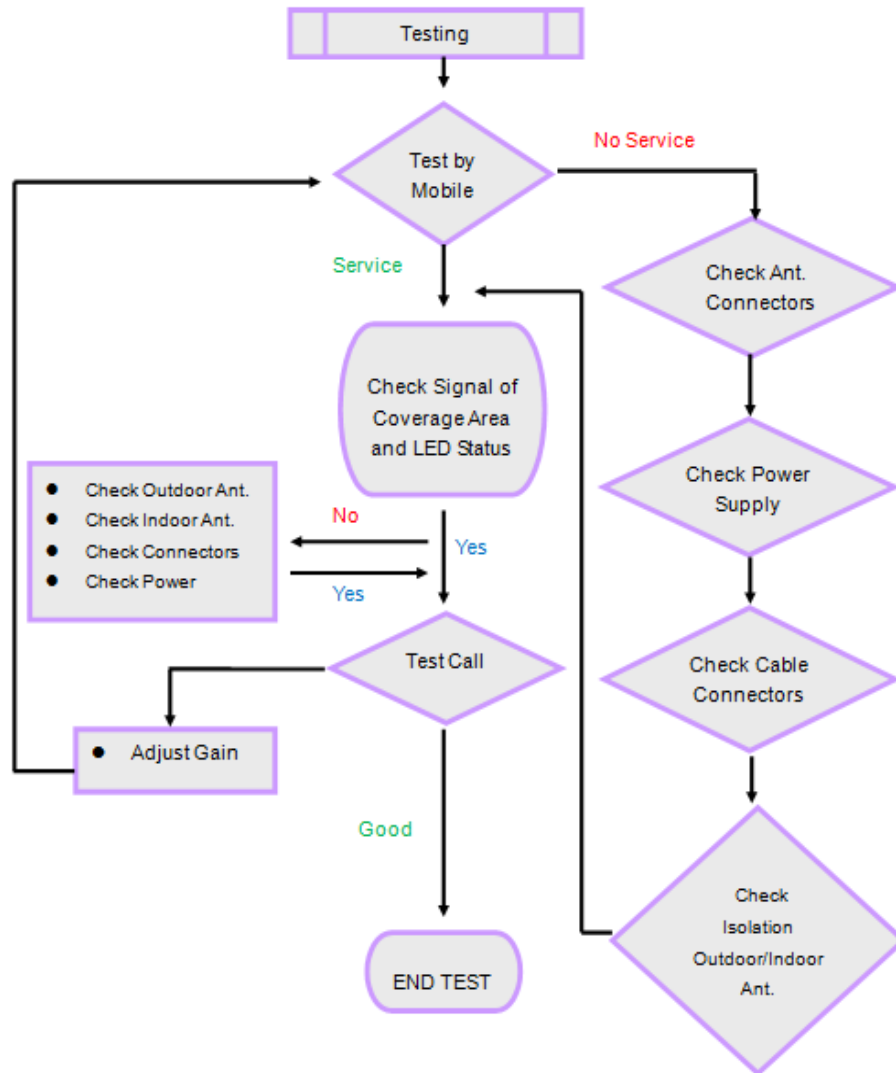 Testing
Test by
Mobile
No Service
Service
Check Ant.
Connectors
Check Signal of
Coverage Area
and LED Status
Check Power
Supply
● Check Outdoor Ant.
● Check Indoor Ant.
● Check Connectors
● Check Power
No
Yes
Yes
Test Call
Check Cable
Connectors
● Adjust Gain
Good
Check
Isolation
Outdoor/Indoor
Ant.
END TEST